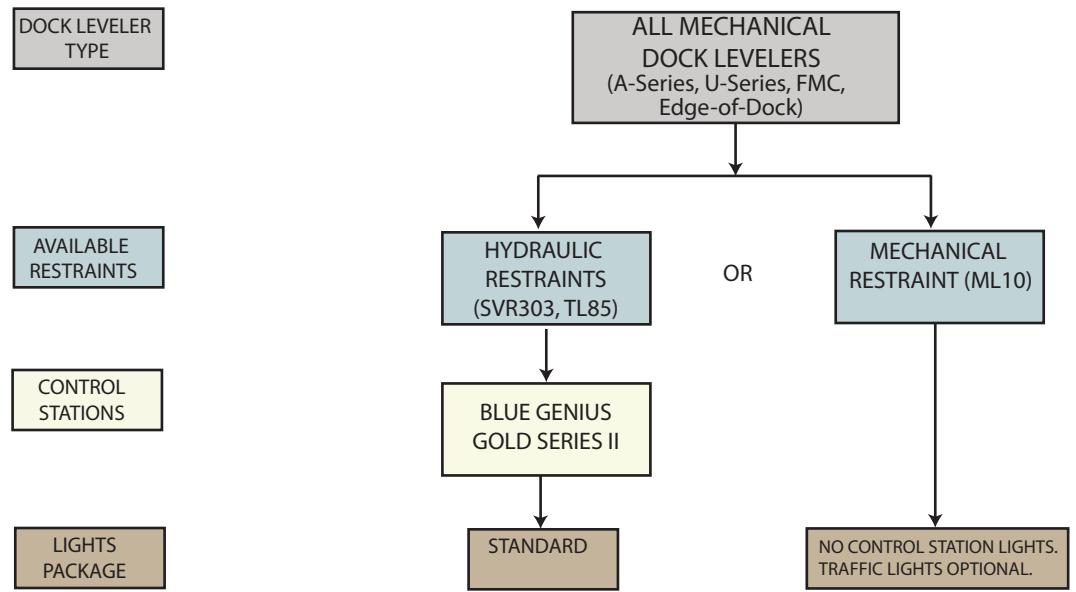 DOCK LEVELER
TYPE
ALL MECHANICAL
DOCK LEVELERS
(A-Series, U-Series, FMC,
Edge-of-Dock)
AVAILABLE
RESTRAINTS
HYDRAULIC
RESTRAINTS
(SVR303, TL85)
OR
MECHANICAL
RESTRAINT (ML10)
CONTROL
STATIONS
BLUE GENIUS
GOLD SERIES II
LIGHTS
PACKAGE
STANDARD
NO CONTROL STATION LIGHTS.
TRAFFIC LIGHTS OPTIONAL.